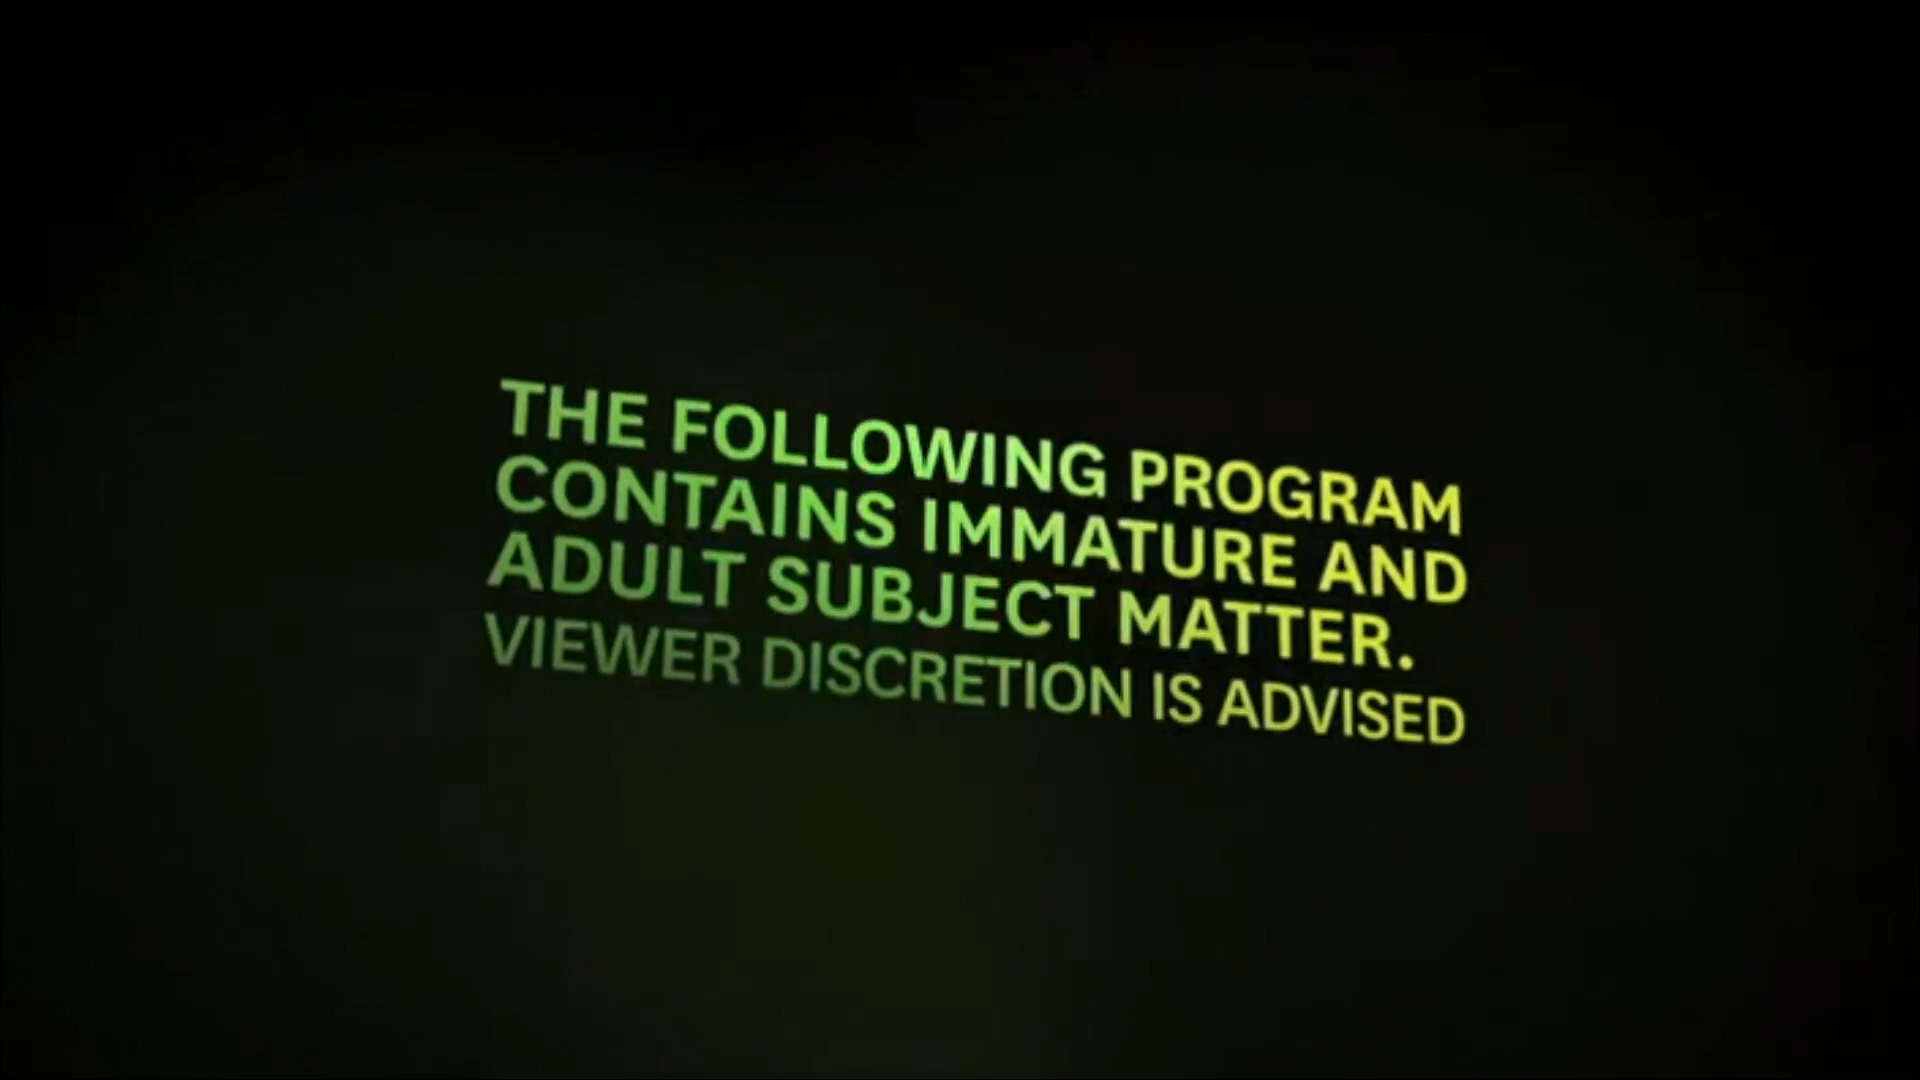 THE FOLLOWING PROGRAM
CONTAINS IMMATURE AND
ADULT SUBJECT MATTER.
VIEWER DISCRETION IS ADVISED